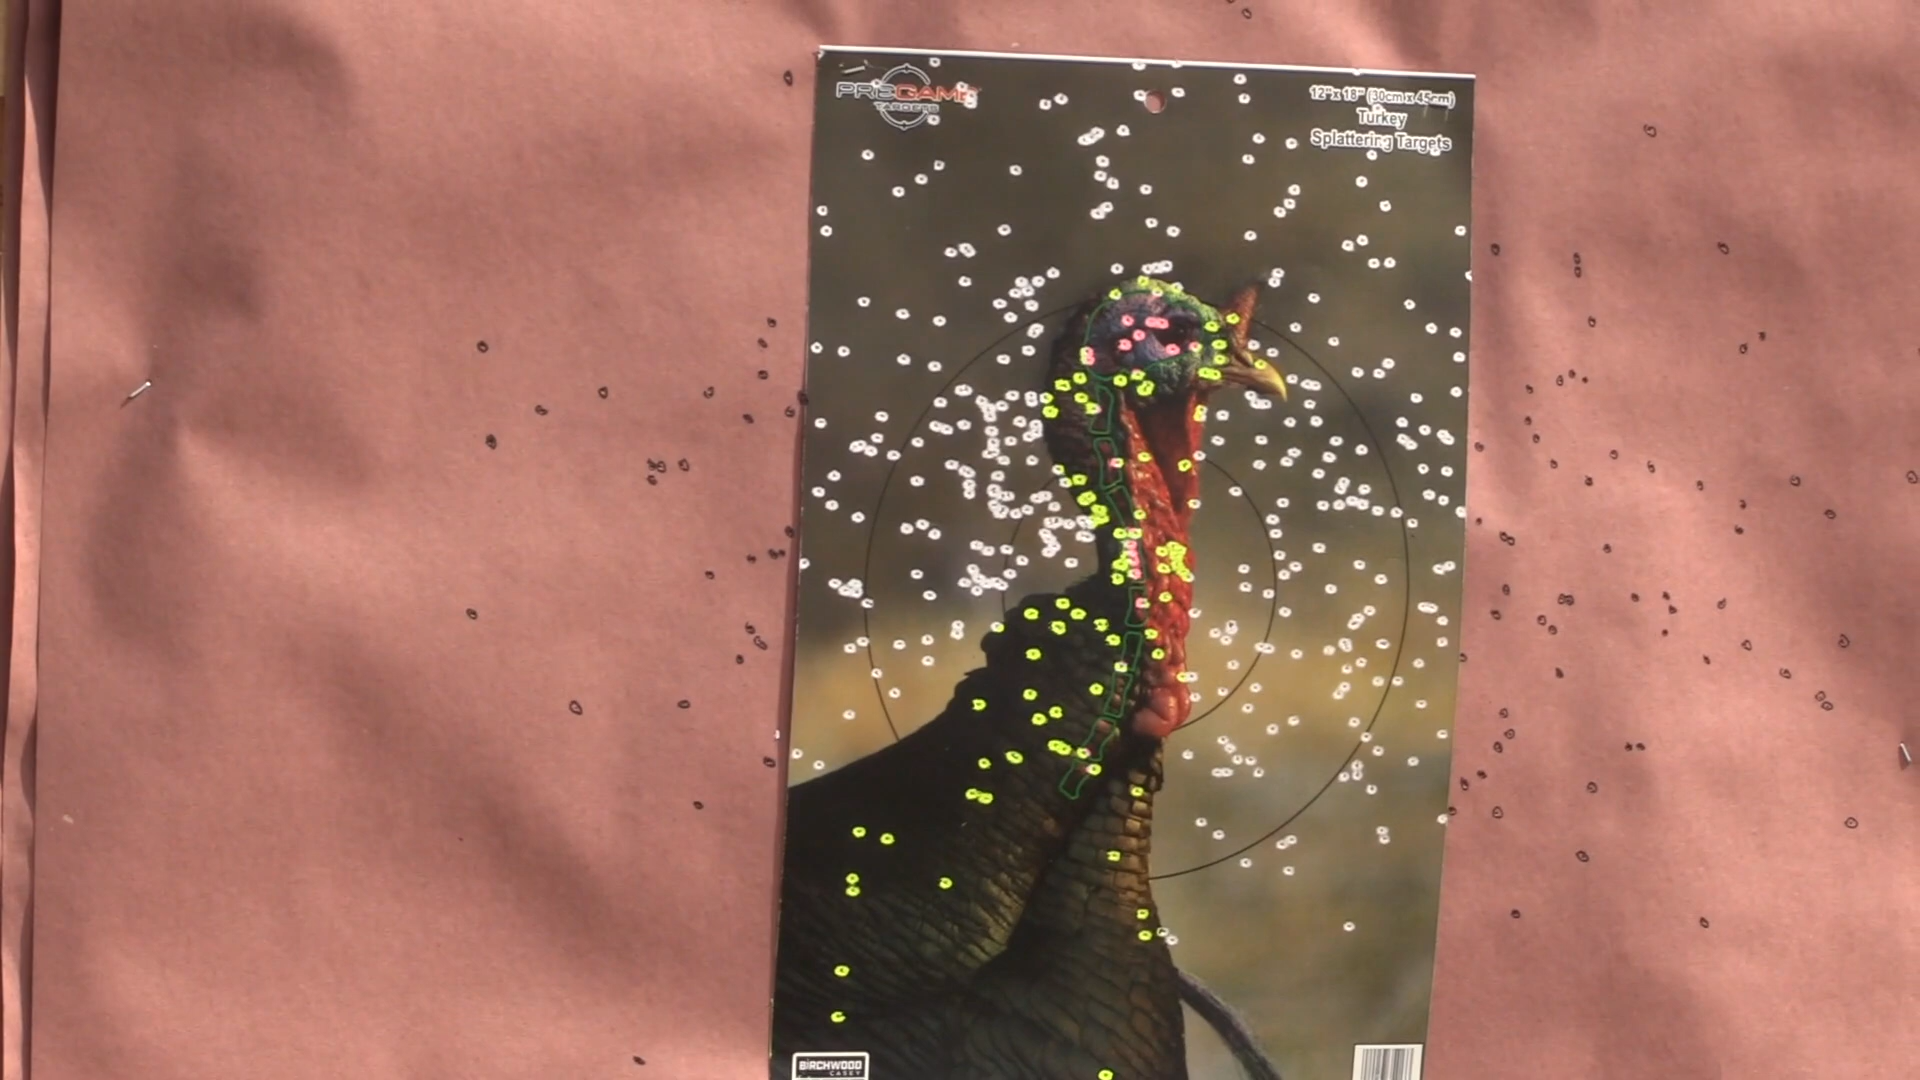 PREGAME
TARGETS
12"x 18" (30cm x 45cm)
Turkey
Splattering Targets
BIRCHWOOD
CASEY